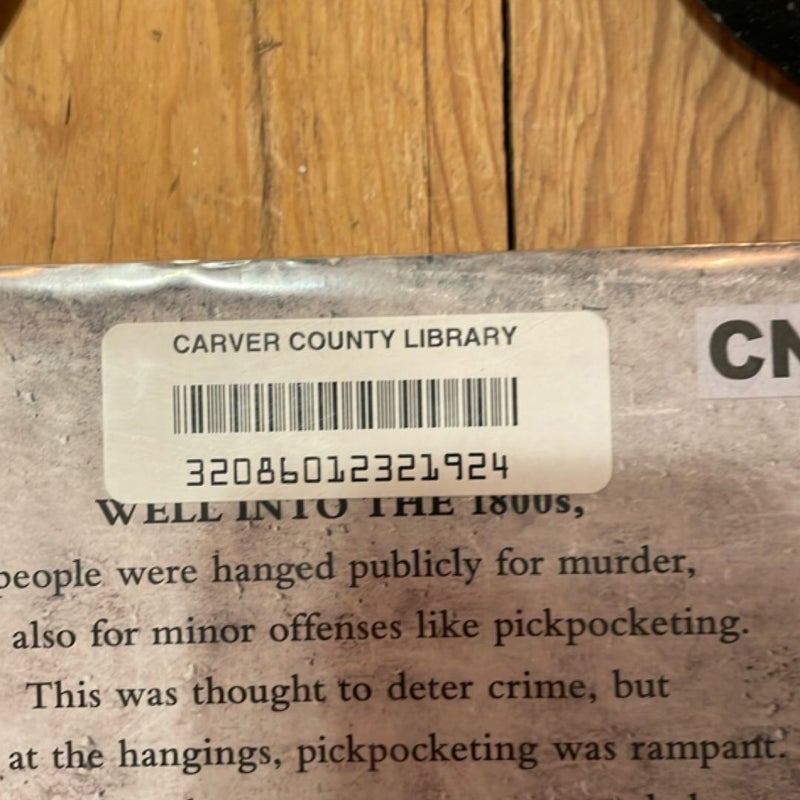 CARVER COUNTY LIBRARY
CN
32086012321924
WELL INTO THE 1800s,
people were hanged publicly for murder,
also for minor offenses like pickpocketing.
This was thought to deter crime, but
at the hangings, pickpocketing was rampant.